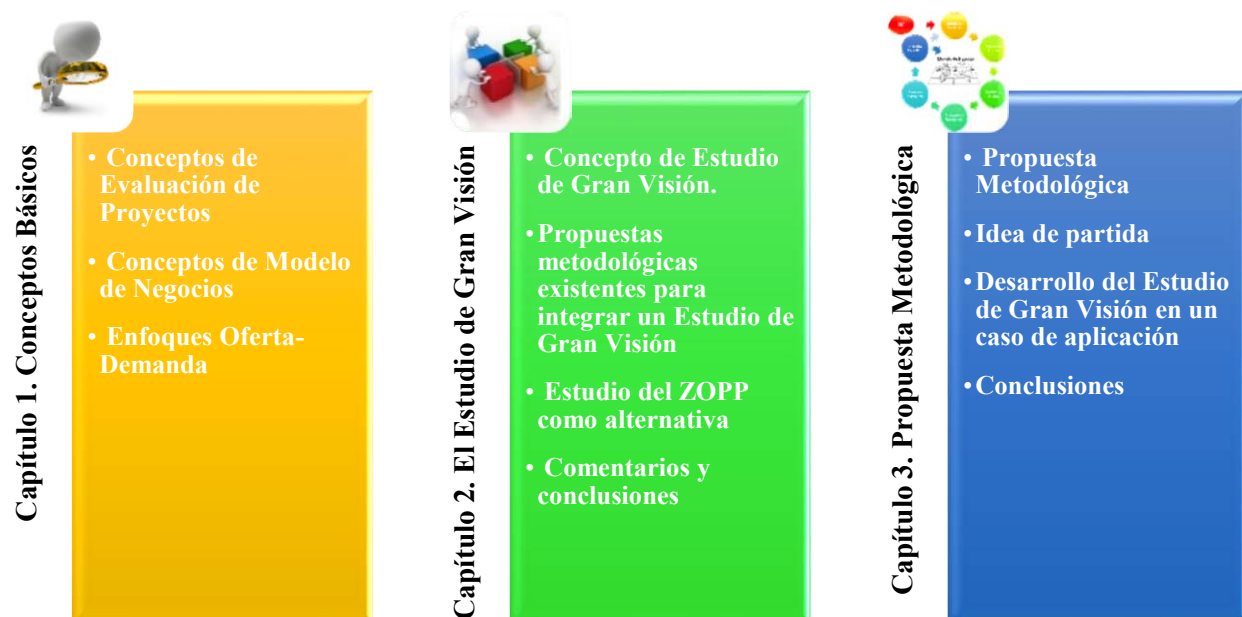 Capítulo 1. Conceptos Básicos
• Conceptos de
Evaluación de
Proyectos
• Conceptos de Modelo
de Negocios
• Enfoques Oferta-
Demanda
Capítulo 2. El Estudio de Gran Visión
• Concepto de Estudio
de Gran Visión.
•Propuestas
metodológicas
existentes para
integrar un Estudio de
Gran Visión
• Estudio del ZOPP
como alternativa
• Comentarios y
conclusiones
Capítulo 3. Propuesta Metodológica
• Propuesta
Metodológica
•Idea de partida
•Desarrollo del Estudio
de Gran Visión en un
caso de aplicación
•Conclusiones